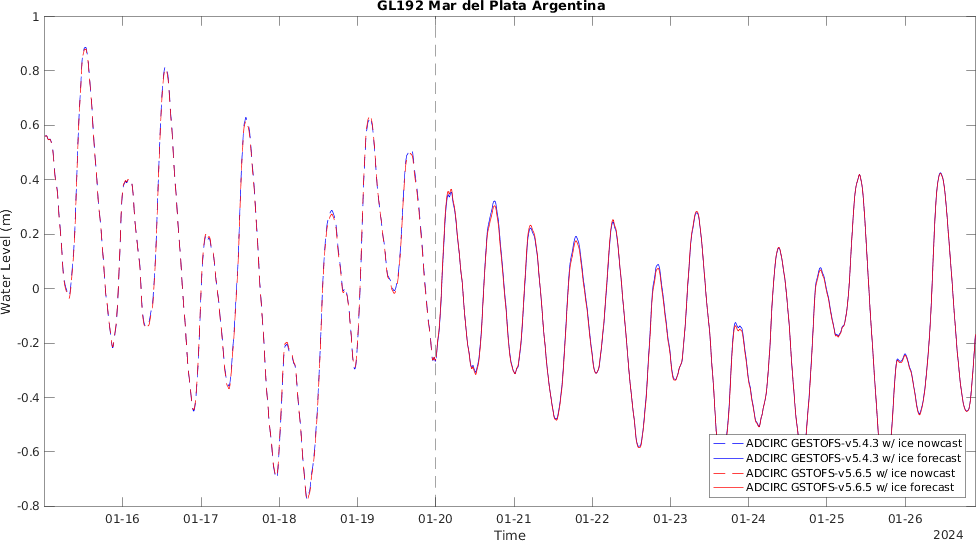 GL192 Mar del Plata Argentina
1
0.8
0.6
0.4
0.2
0
-0.2
-0.4
-0.6
-0.8
Water Level (m)
ADCIRC GESTOFS-v5.4.3 w/ ice nowcast
ADCIRC GESTOFS-v5.4.3 w/ ice forecast
ADCIRC GSTOFS-v5.6.5 w/ ice nowcast
ADCIRC GSTOFS-v5.6.5 w/ ice forecast
01-16 01-17 01-18 01-19 01-20 01-21 01-22 01-23 01-24 01-25 01-26
Time
2024